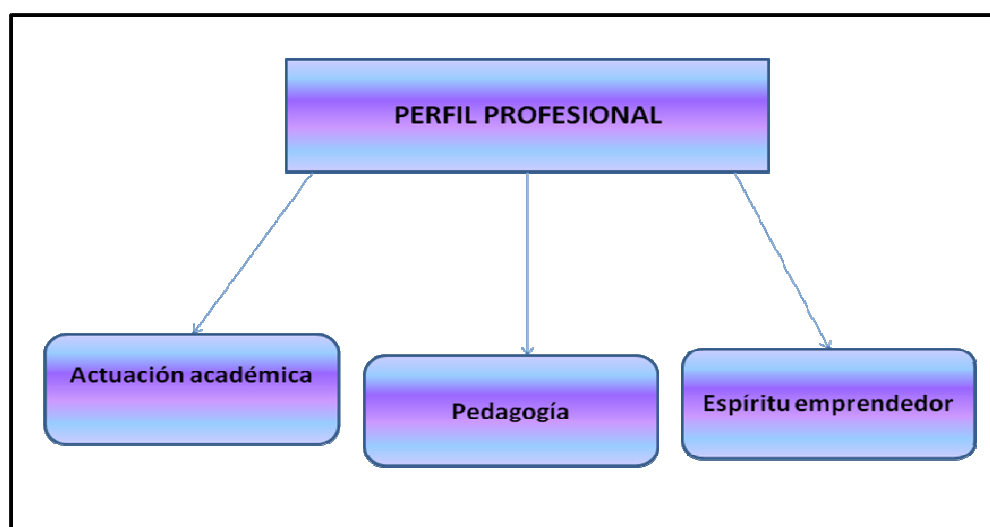 PERFIL PROFESIONAL
Actuación académica
Pedagogía
Espíritu emprendedor